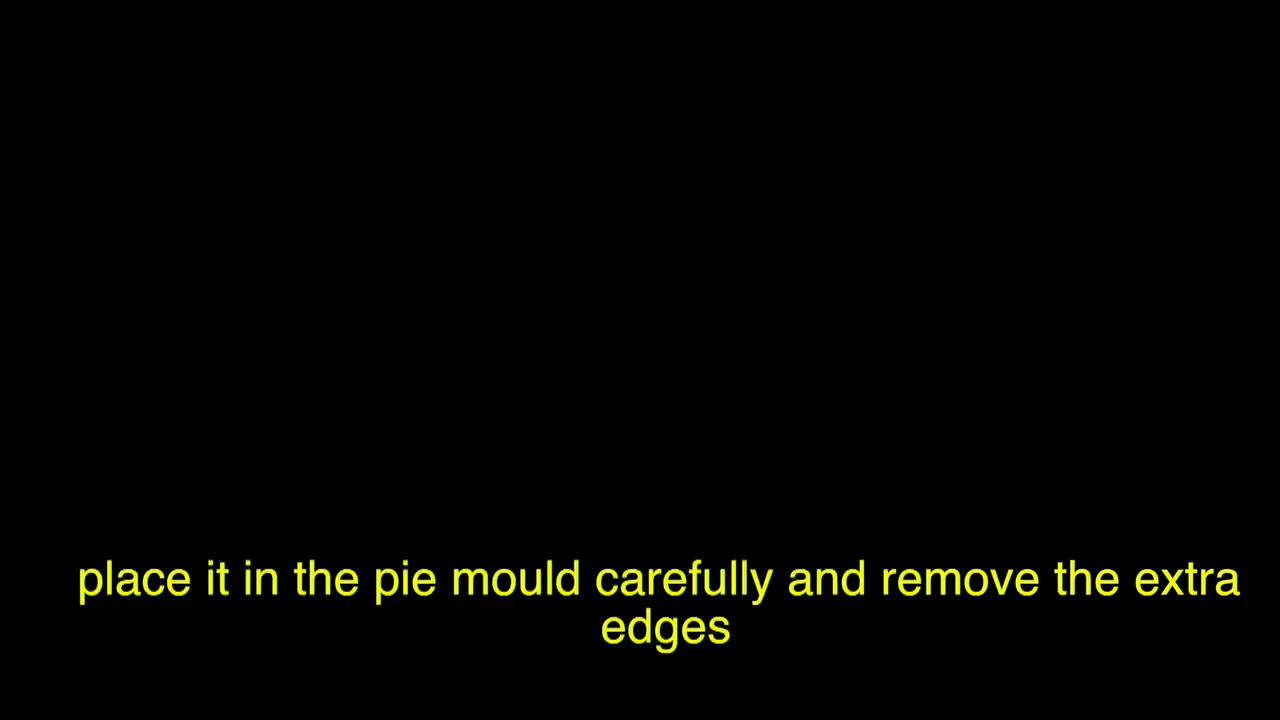 place it in the pie mould carefully and remove the extra
edges